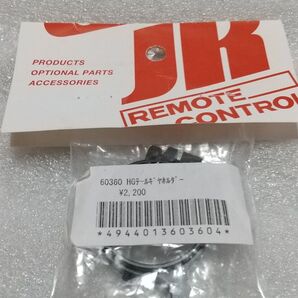 JR
PRODUCTS
OPTIONAL PARTS
ACCESSORIES
REMOTE
CONTROL
60360 HGﾃｰﾙｷﾞﾔﾎﾙﾀﾞｰ
¥2,200
*4944013603604*